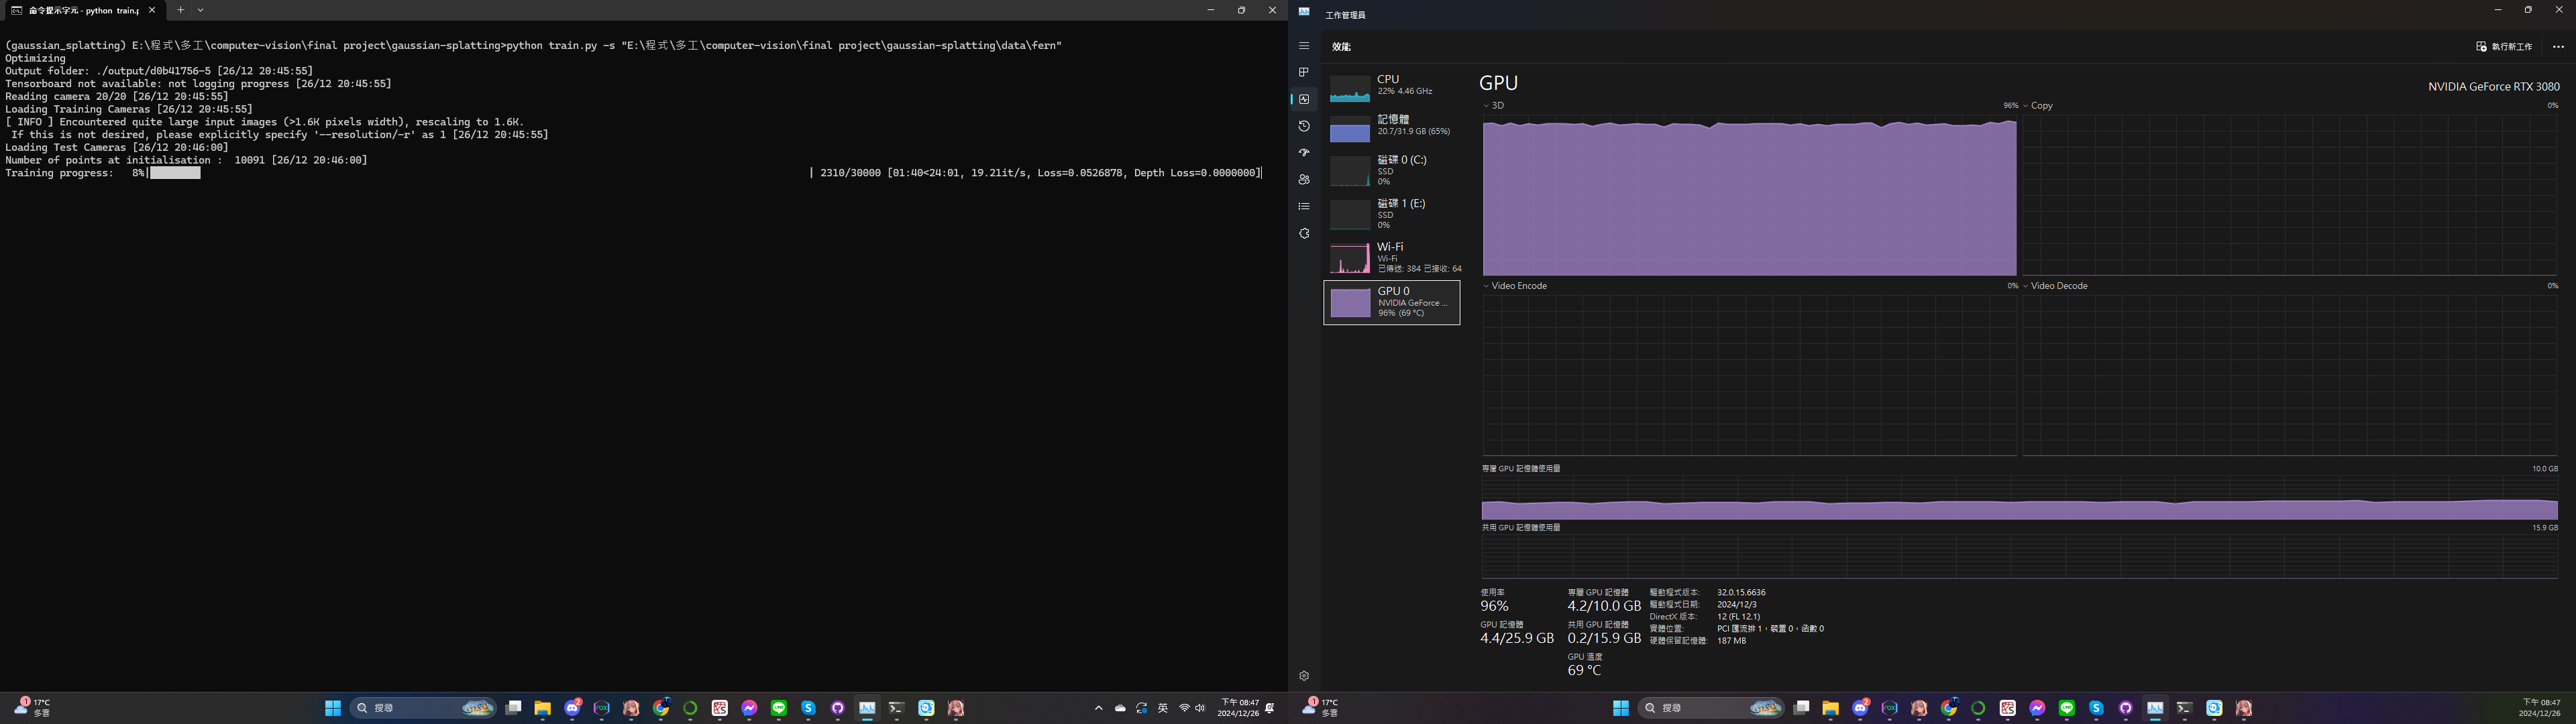 命令提示字元 - python train.p
(gaussian_splatting) E:\程式\多工\computer-vision\final project\gaussian-splatting>python train.py -s "E:\程式\多工\computer-vision\final project\gaussian-splatting\data\fern"
Optimizing
Output folder: ./output/d0b41756-5 [26/12 20:45:55]
Tensorboard not available: not logging progress [26/12 20:45:55]
Reading camera 20/20 [26/12 20:45:55]
Loading Training Cameras [26/12 20:45:55]
[ INFO ] Encountered quite large input images (>1.6K pixels width), rescaling to 1.6K.
If this is not desired, please explicitly specify '--resolution/-r' as 1 [26/12 20:45:55]
Loading Test Cameras [26/12 20:46:00]
Number of points at initialisation :  10091 [26/12 20:46:00]
Training progress:   8%| | 2310/30000 [01:40<24:01, 19.21it/s, Loss=0.0526878, Depth Loss=0.0000000]
1
17°C
多雲
搜尋
2
英
下午 08:47
2024/12/26
工作管理員
效能
執行新工作
CPU
22% 4.46 GHz
記憶體
20.7/31.9 GB (65%)
磁碟 0 (C:)
SSD
0%
磁碟 1 (E:)
SSD
0%
Wi-Fi
Wi-Fi
已傳送: 384 已接收: 64
GPU 0
NVIDIA GeForce ...
96% (69 °C)
GPU
NVIDIA GeForce RTX 3080
3D 96%
Copy 0%
Video Encode 0%
Video Decode 0%
專屬 GPU 記憶體使用量 10.0 GB
共用 GPU 記憶體使用量 15.9 GB
使用率
96%
GPU 記憶體
4.4/25.9 GB
專屬 GPU 記憶體
4.2/10.0 GB
共用 GPU 記憶體
0.2/15.9 GB
GPU 溫度
69 °C
驅動程式版本: 32.0.15.6636
驅動程式日期: 2024/12/3
DirectX 版本: 12 (FL 12.1)
實體位置: PCI 匯流排 1，裝置 0，函數 0
硬體保留記憶體: 187 MB
1
17°C
多雲
搜尋
2
下午 08:47
2024/12/26